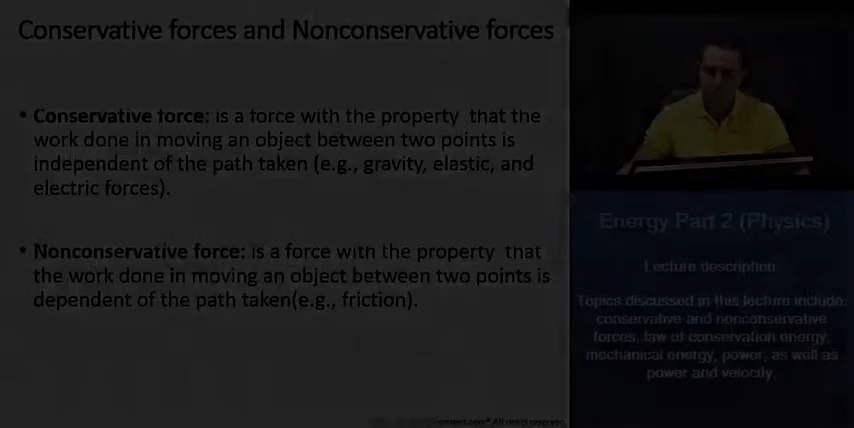 Conservative forces and Nonconservative forces
• Conservative force: is a force with the property that the
work done in moving an object between two points is
independent of the path taken (e.g., gravity, elastic, and
electric forces).
• Nonconservative force: is a force with the property that
the work done in moving an object between two points is
dependent of the path taken(e.g., friction).
Energy Part 2 (Physics)
Lecture description
Topics discussed in this lecture include:
conservative and nonconservative
forces, law of conservation energy,
mechanical energy, power, as well as
power and velocity.
All rights reserved.